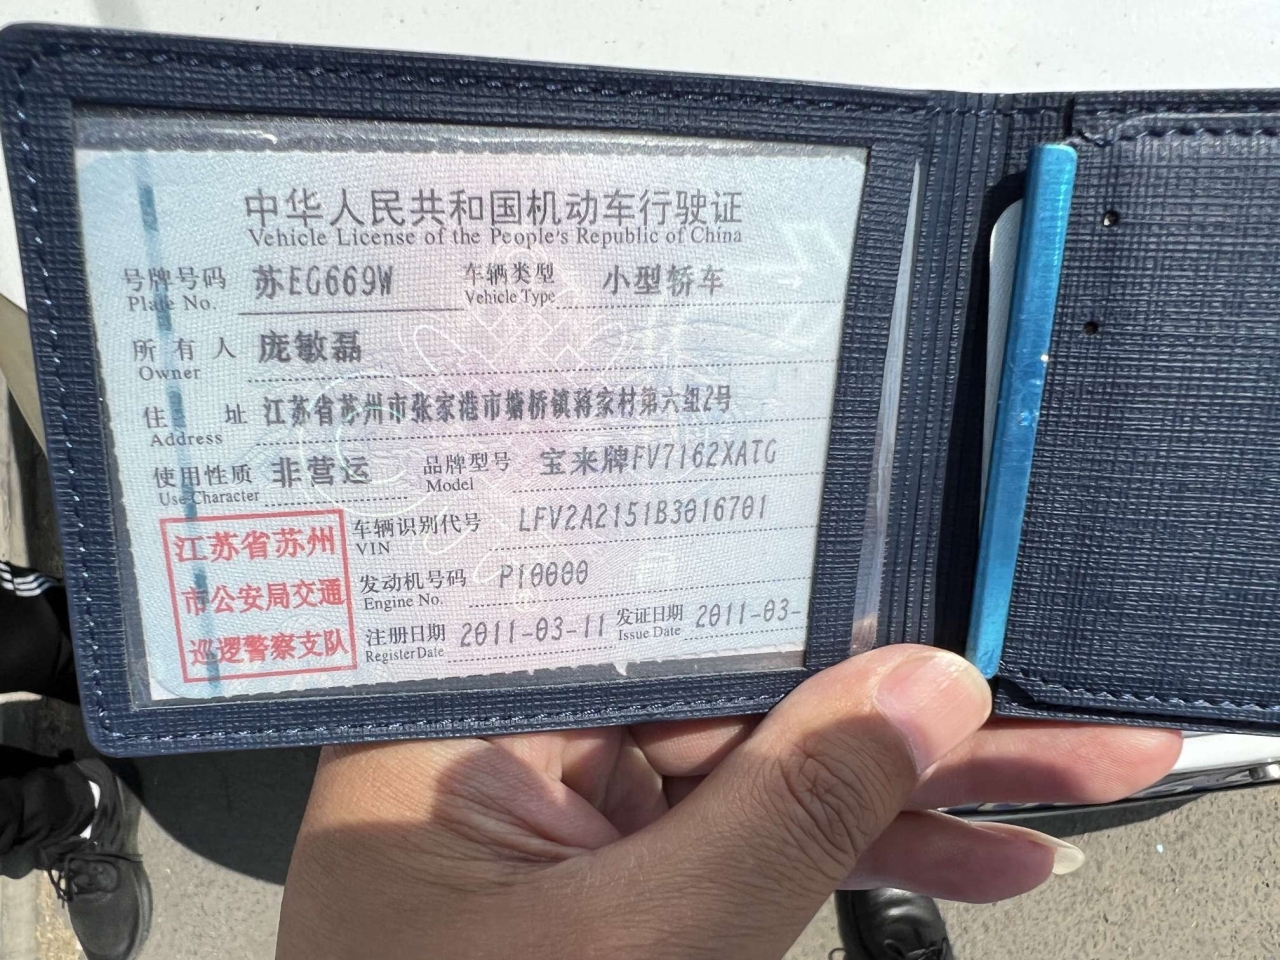 中华人民共和国机动车行驶证
Vehicle License of the People's Republic of China
号牌号码 苏EG669W 车辆类型 小型轿车
Plate No. Vehicle Type
所有人 庞敏磊
Owner
住址 江苏省苏州市张家港市塘桥镇蒋家村第六组2号
Address
使用性质 非营运 品牌型号 宝来牌FV7162XATG
Use Character Model
江苏省苏州
市公安局交通
巡逻警察支队
车辆识别代号 LFV2A2151B3016701
VIN
发动机号码 P10000
Engine No.
注册日期 2011-03-11 发证日期 2011-03-
Register Date Issue Date